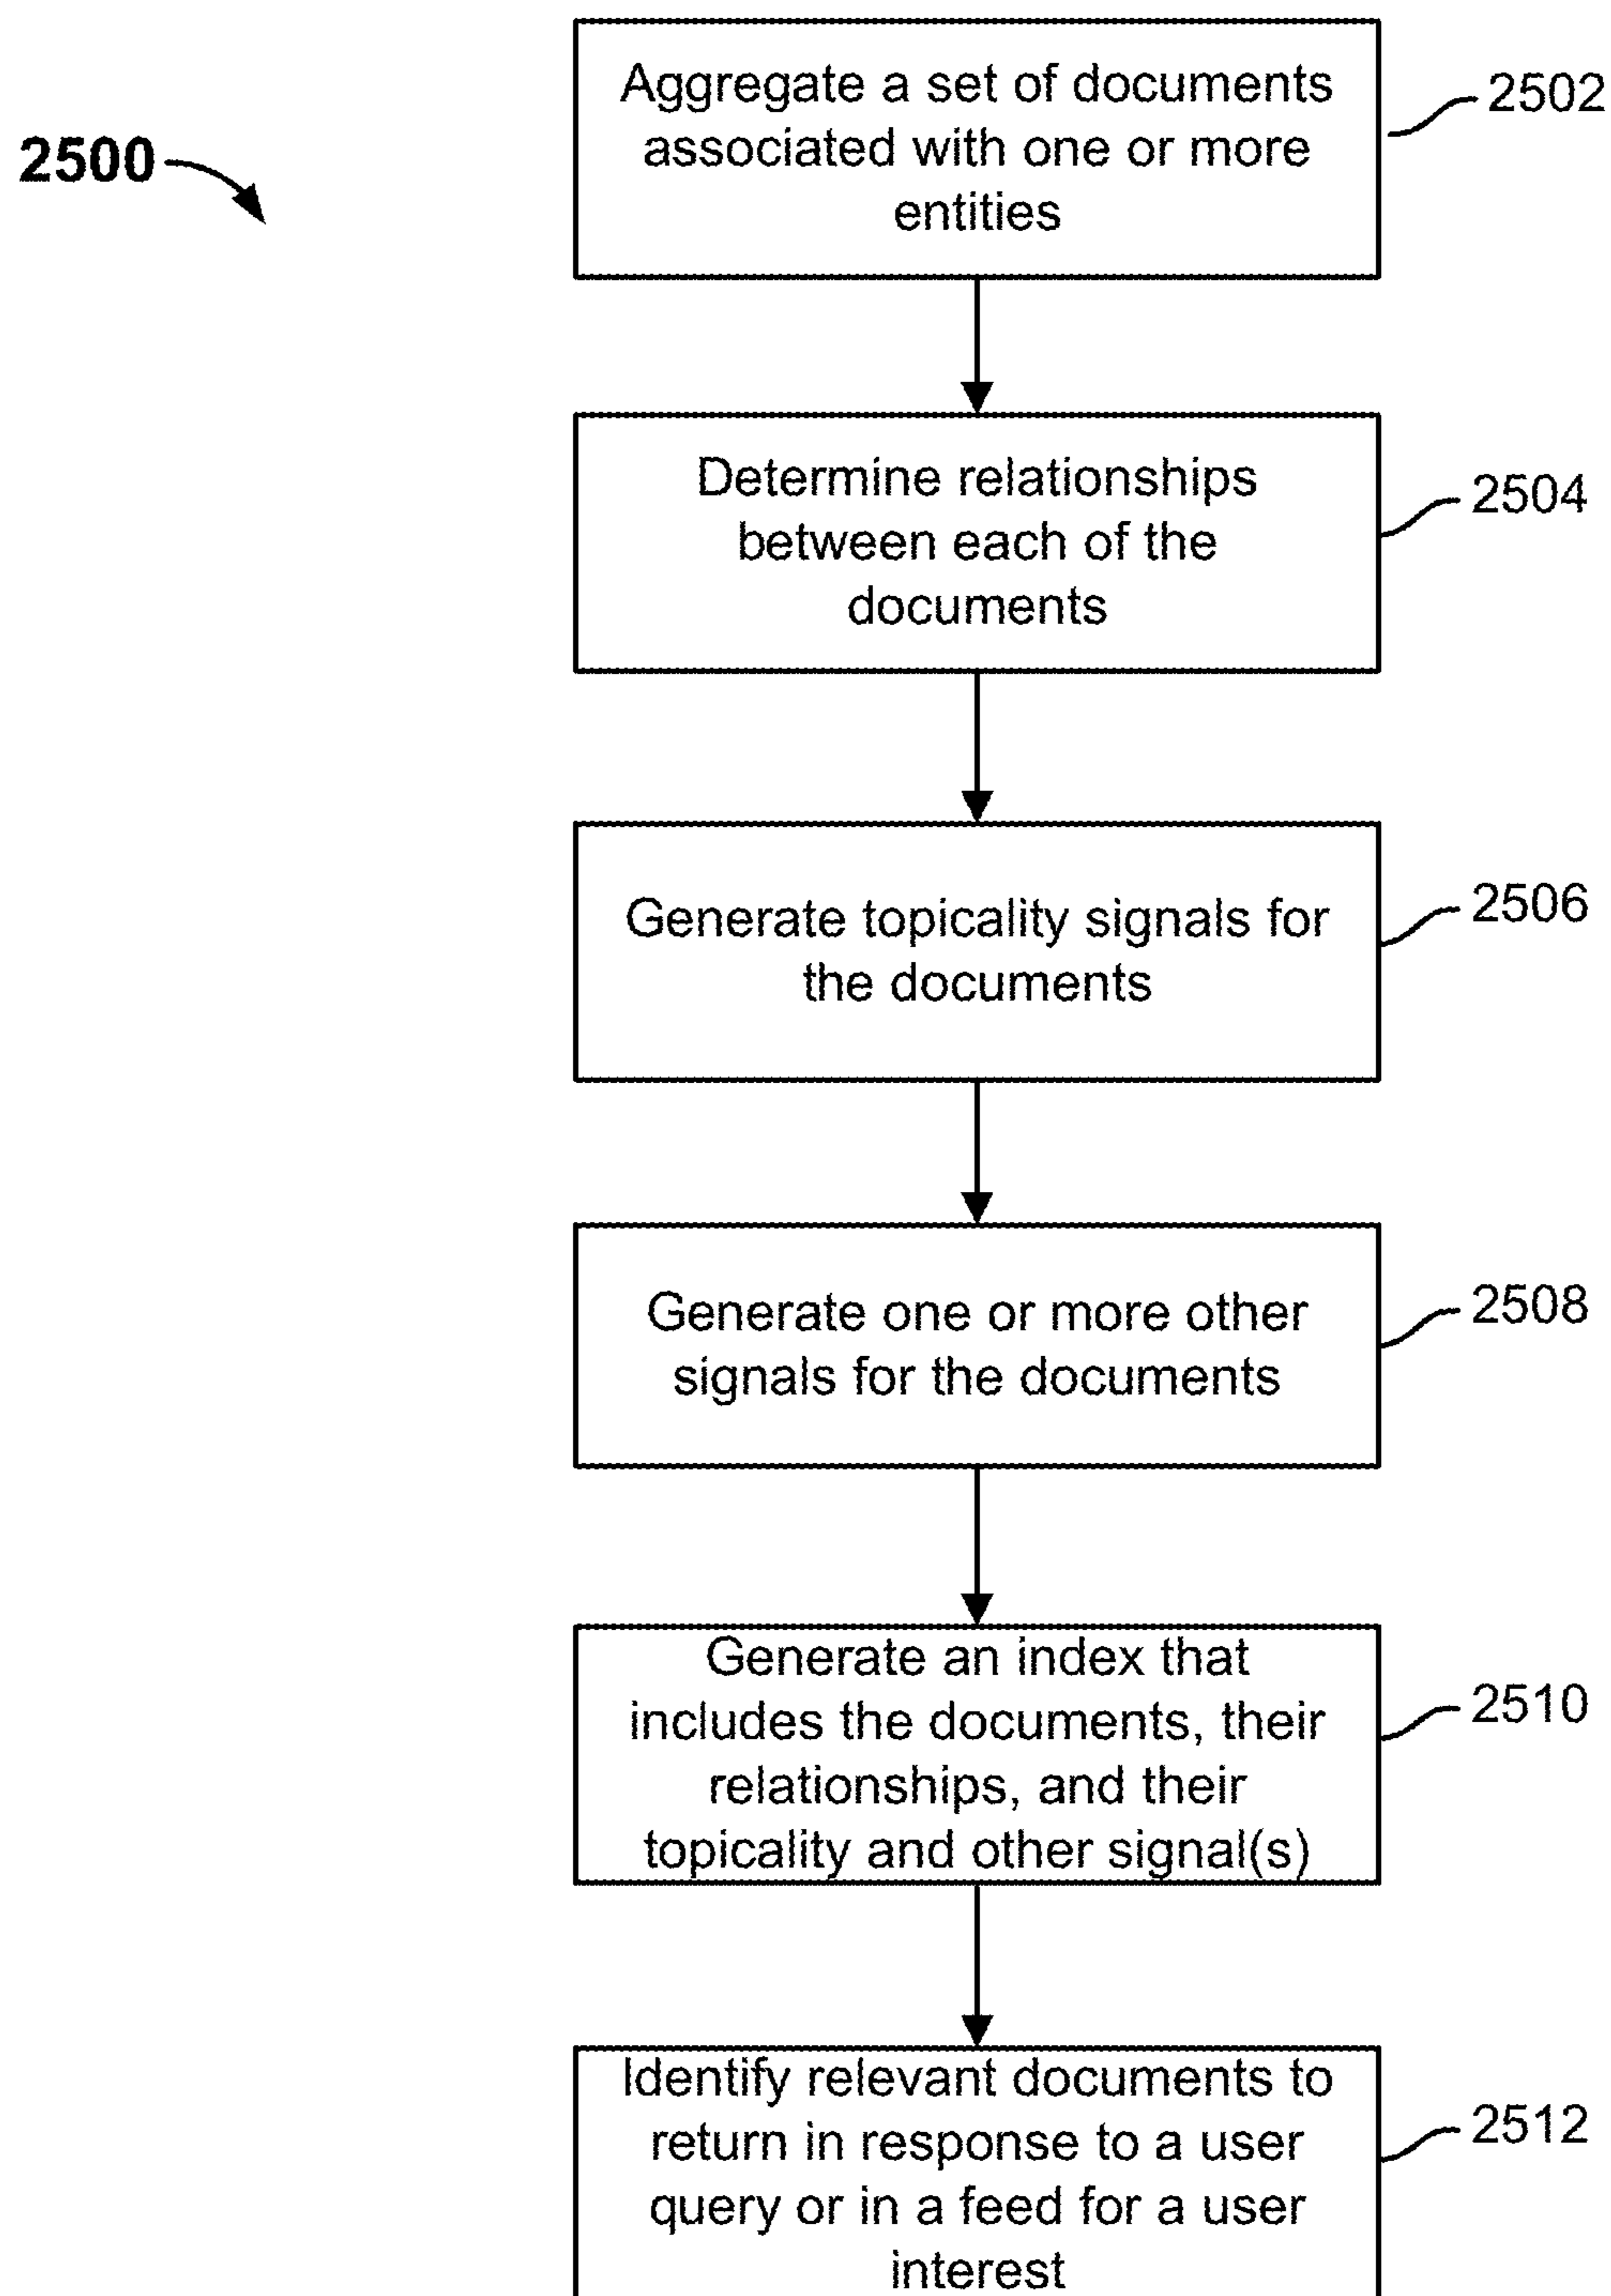 Aggregate a set of documents
associated with one or more
entities
2502
2500
Determine relationships
between each of the
documents
2504
Generate topicality signals for
the documents
2506
Generate one or more other
signals for the documents
2508
Generate an index that
includes the documents, their
relationships, and their
topicality and other signal(s)
2510
Identify relevant documents to
return in response to a user
query or in a feed for a user
interest
2512